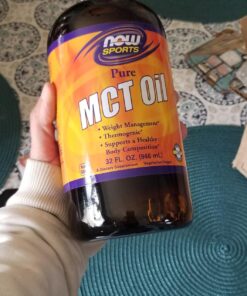 now
SPORTS
Pure
MCT Oil
• Weight Management*
• Thermogenic*
• Supports a Healthy
Body Composition*
32 FL. OZ. (946 mL)